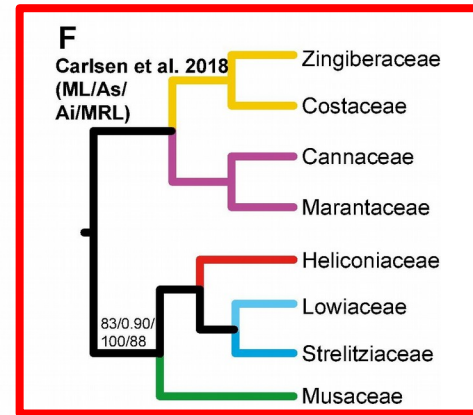 F
Carlsen et al. 2018
(ML/As/
Ai/MRL)
Zingiberaceae
Costaceae
Cannaceae
Marantaceae
Heliconiaceae
Lowiaceae
83/0.90/
100/88
Strelitziaceae
Musaceae